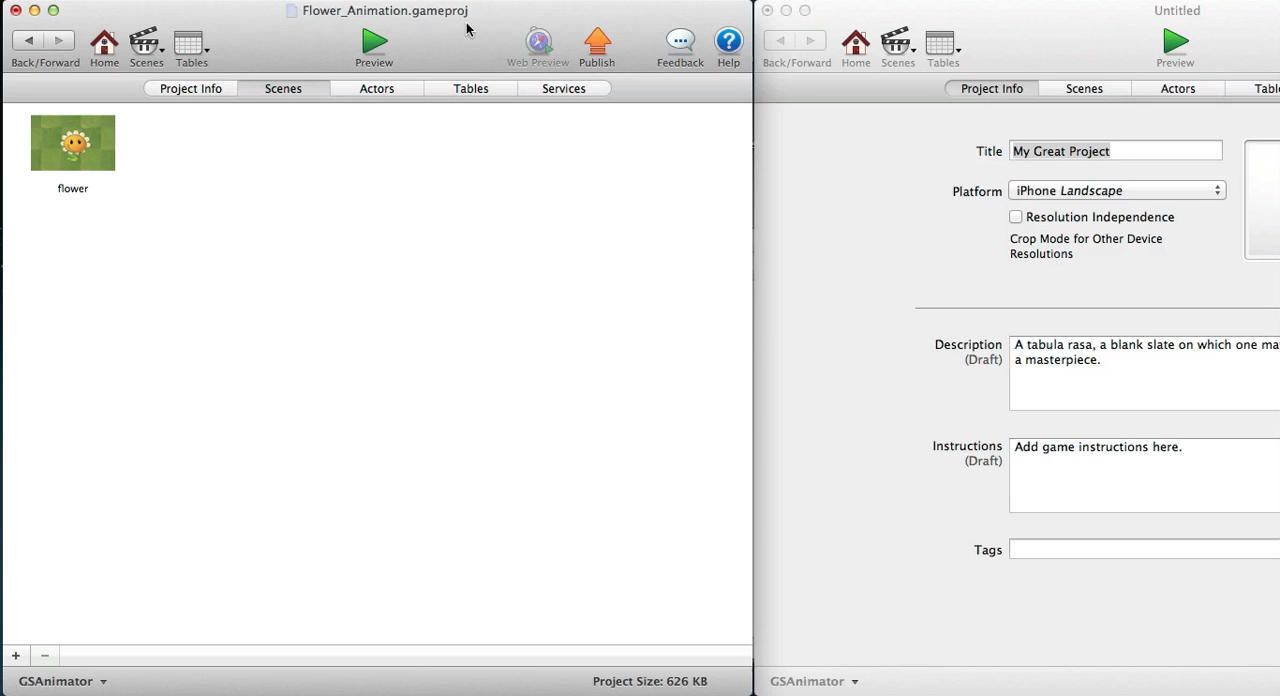 Flower_Animation.gameproj
Back/Forward Home Scenes Tables Preview Web Preview Publish Feedback Help
Project Info Scenes Actors Tables Services
flower
GSAnimator Project Size: 626 KB
Untitled
Back/Forward Home Scenes Tables Preview
Project Info Scenes Actors
Title My Great Project
Platform iPhone Landscape
Resolution Independence
Crop Mode for Other Device
Resolutions
Description A tabula rasa, a blank slate on which one
(Draft) a masterpiece.
Instructions Add game instructions here.
(Draft)
Tags
GSAnimator